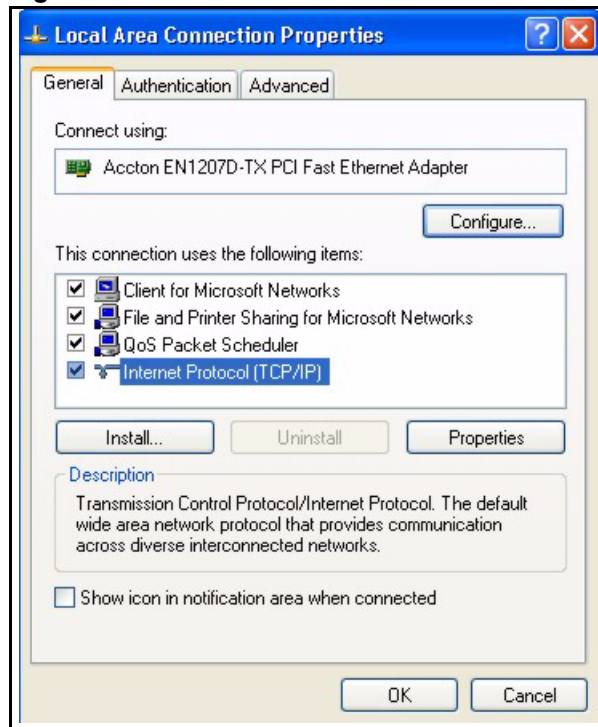 Local Area Connection Properties
General Authentication Advanced
Connect using:
Accton EN1207D-TX PCI Fast Ethernet Adapter
Configure...
This connection uses the following items:
Client for Microsoft Networks
File and Printer Sharing for Microsoft Networks
QoS Packet Scheduler
Internet Protocol (TCP/IP)
Install... Uninstall Properties
Description
Transmission Control Protocol/Internet Protocol. The default
wide area network protocol that provides communication
across diverse interconnected networks.
Show icon in notification area when connected
OK Cancel